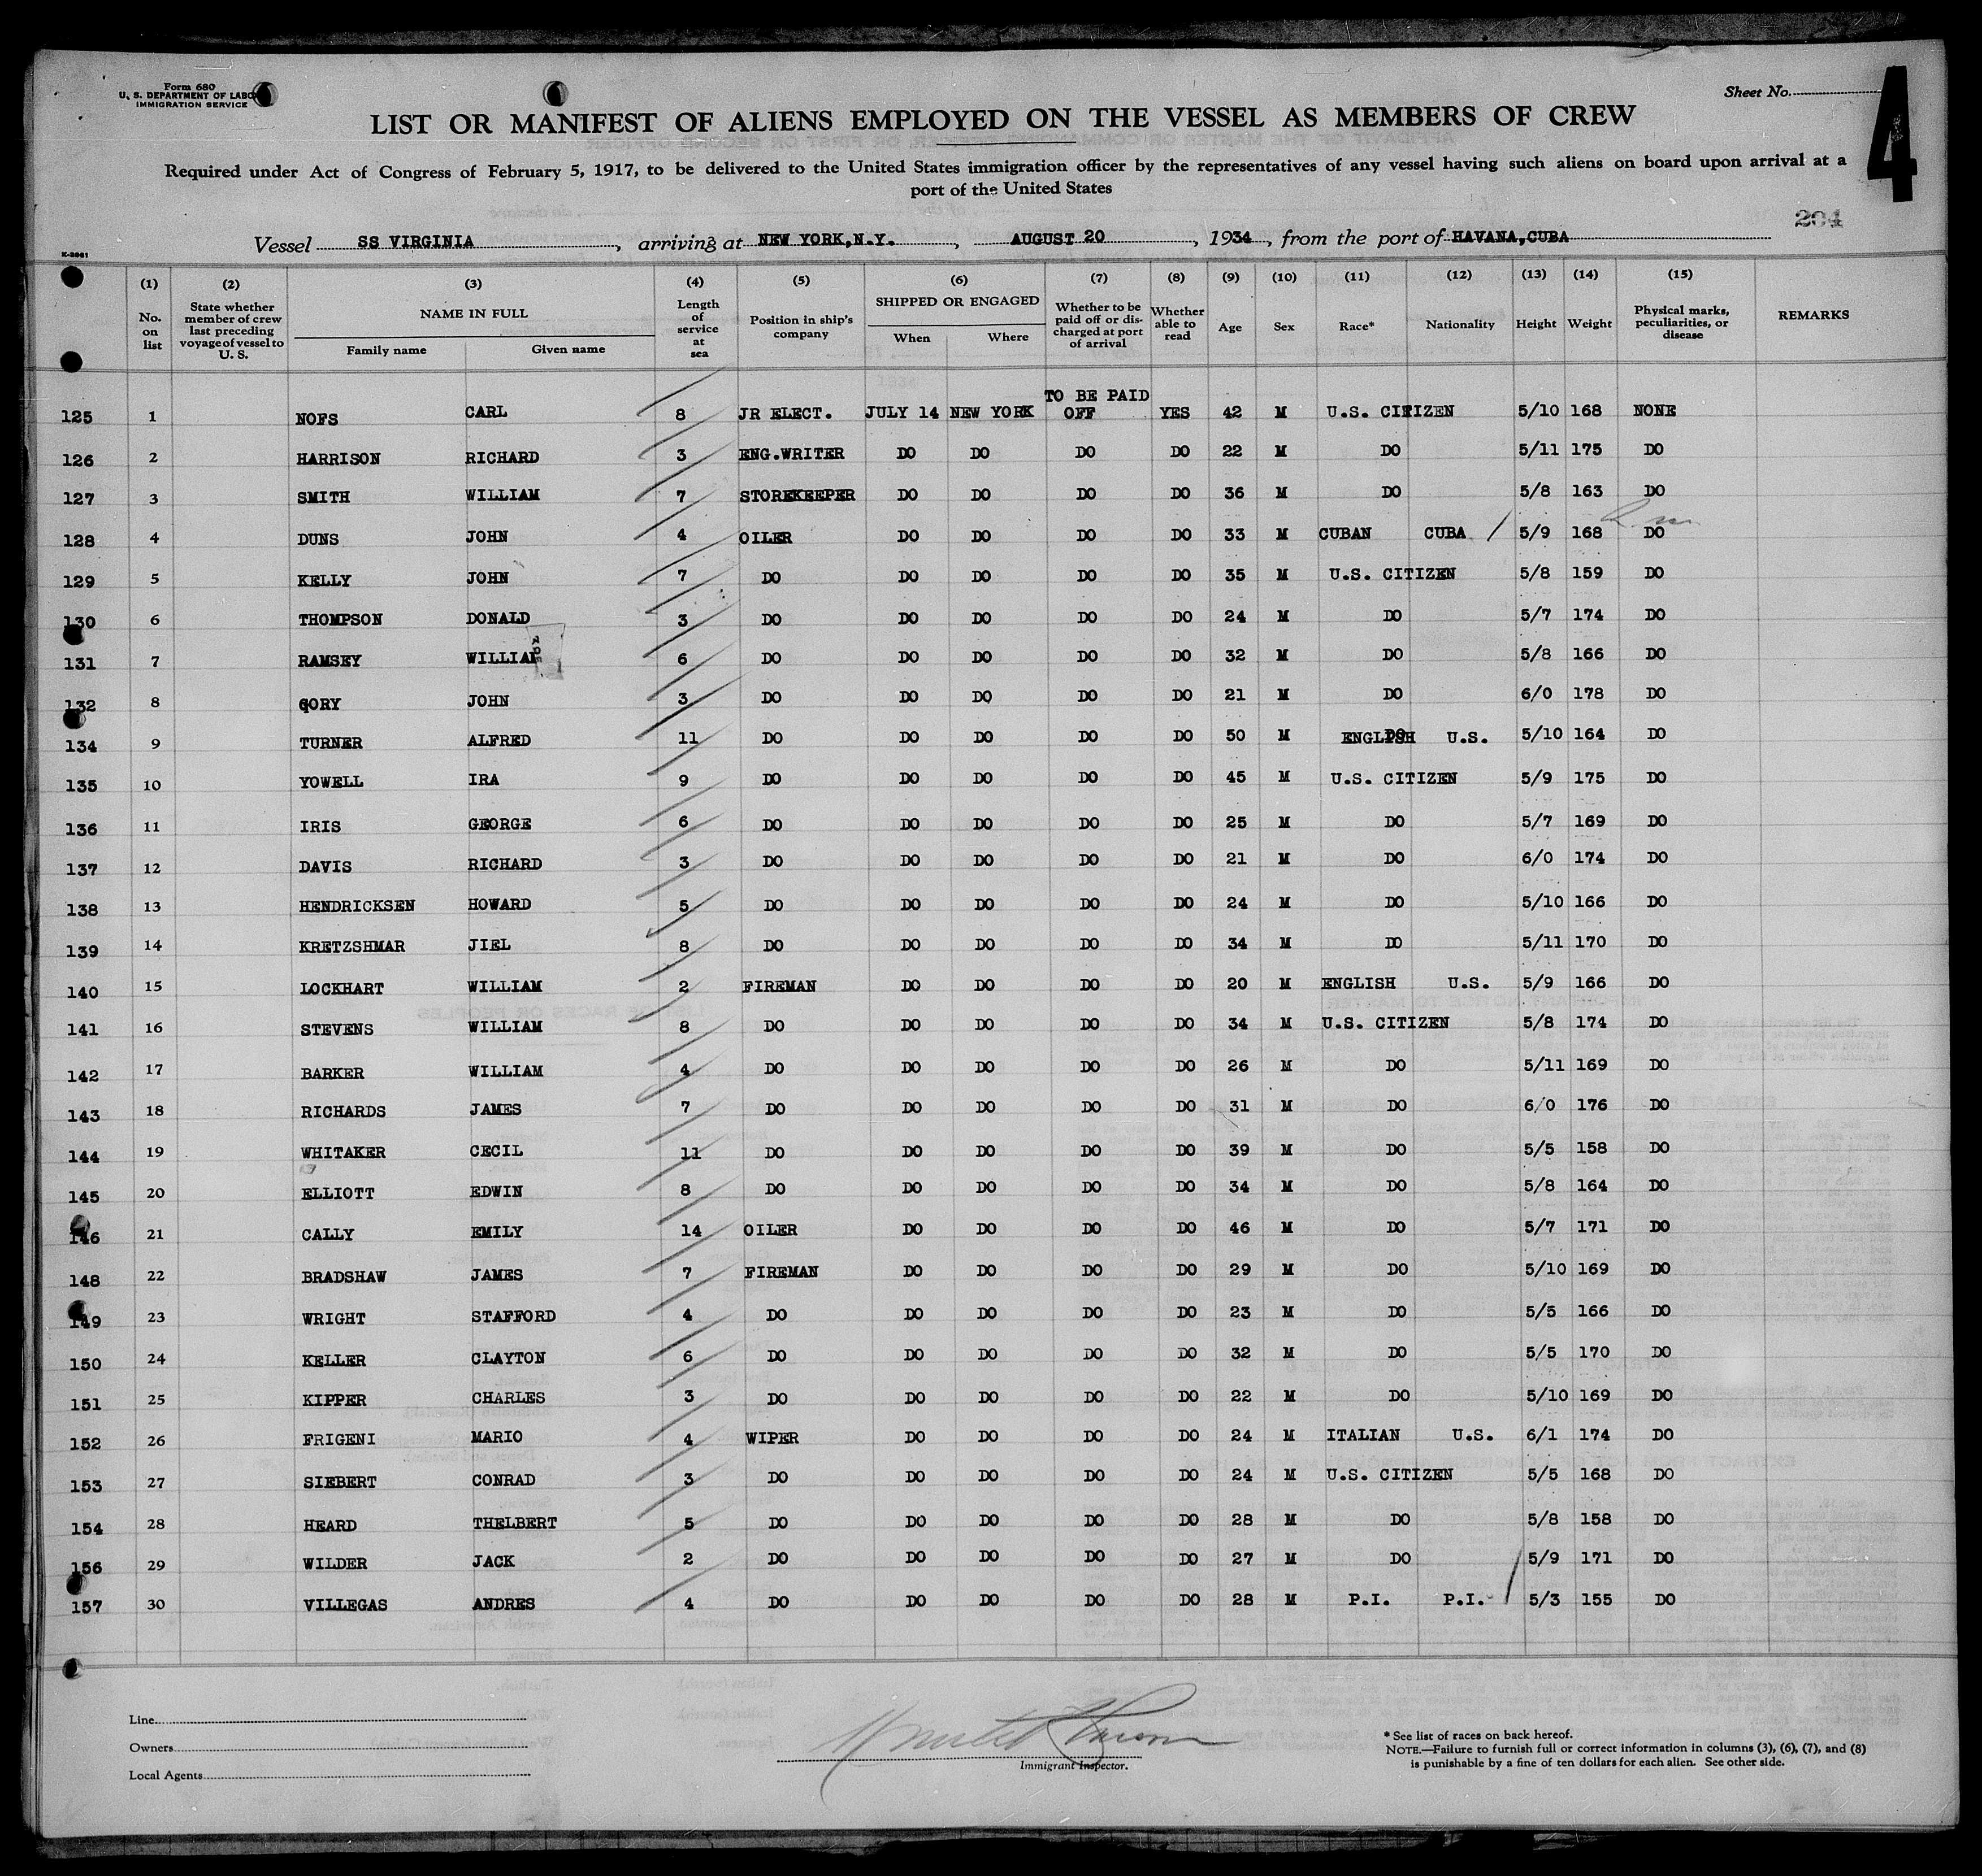 Form 680
U. S. DEPARTMENT OF LABO
IMMIGRATION SERVICE
Sheet No.
4
LIST OR MANIFEST OF ALIENS EMPLOYED ON THE VESSEL AS MEMBERS OF CREW
Required under Act of Congress of February 5, 1917, to be delivered to the United States immigration officer by the representatives of any vessel having such aliens on board upon arrival at a
port of the United States
204
Vessel SS VIRGINIA, arriving at NEW YORK,N.Y., AUGUST 20, 1934, from the port of HAVANA,CUBA
K-2961
(1) (2) (3) (4) (5) (6) (7) (8) (9) (10) (11) (12) (13) (14) (15)
No. on list State whether member of crew last preceding voyage of vessel to U. S. NAME IN FULL Family name Given name Length of service at sea Position in ship's company SHIPPED OR ENGAGED When Where Whether to be paid off or discharged at port of arrival Whether able to read Age Sex Race* Nationality Height Weight Physical marks, peculiarities, or disease REMARKS
125 1 NOFS CARL 8 JR ELECT. JULY 14 NEW YORK TO BE PAID OFF YES 42 M U.S. CITIZEN 5/10 168 NONE
126 2 HARRISON RICHARD 3 ENG.WRITER DO DO DO DO 22 M DO 5/11 175 DO
127 3 SMITH WILLIAM 7 STOREKEEPER DO DO DO DO 36 M DO 5/8 163 DO
128 4 DUNS JOHN 4 OILER DO DO DO DO 33 M CUBAN CUBA 5/9 168 DO
129 5 KELLY JOHN 7 DO DO DO DO DO 35 M U.S. CITIZEN 5/8 159 DO
130 6 THOMPSON DONALD 3 DO DO DO DO DO 24 M DO 5/7 174 DO
131 7 RAMSEY WILLIAM 6 DO DO DO DO DO 32 M DO 5/8 166 DO
132 8 GORY JOHN 3 DO DO DO DO DO 21 M DO 6/0 178 DO
134 9 TURNER ALFRED 11 DO DO DO DO DO 50 M ENGLISH U.S. 5/10 164 DO
135 10 YOWELL IRA 9 DO DO DO DO DO 45 M U.S. CITIZEN 5/9 175 DO
136 11 IRIS GEORGE 6 DO DO DO DO DO 25 M DO 5/7 169 DO
137 12 DAVIS RICHARD 3 DO DO DO DO DO 21 M DO 6/0 174 DO
138 13 HENDRICKSEN HOWARD 5 DO DO DO DO DO 24 M DO 5/10 166 DO
139 14 KRETZSHMAR JIEL 8 DO DO DO DO DO 34 M DO 5/11 170 DO
140 15 LOCKHART WILLIAM 2 FIREMAN DO DO DO DO 20 M ENGLISH U.S. 5/9 166 DO
141 16 STEVENS WILLIAM 8 DO DO DO DO DO 34 M U.S. CITIZEN 5/8 174 DO
142 17 BARKER WILLIAM 4 DO DO DO DO DO 26 M DO 5/11 169 DO
143 18 RICHARDS JAMES 7 DO DO DO DO DO 31 M DO 6/0 176 DO
144 19 WHITAKER CECIL 11 DO DO DO DO DO 39 M DO 5/5 158 DO
145 20 ELLIOTT EDWIN 8 DO DO DO DO DO 34 M DO 5/8 164 DO
146 21 CALLY EMILY 14 OILER DO DO DO DO 46 M DO 5/7 171 DO
148 22 BRADSHAW JAMES 7 FIREMAN DO DO DO DO 29 M DO 5/10 169 DO
149 23 WRIGHT STAFFORD 4 DO DO DO DO DO 23 M DO 5/5 166 DO
150 24 KELLER CLAYTON 6 DO DO DO DO DO 32 M DO 5/5 170 DO
151 25 KIPPER CHARLES 3 DO DO DO DO DO 22 M DO 5/10 169 DO
152 26 FRIGENI MARIO 4 WIPER DO DO DO DO 24 M ITALIAN U.S. 6/1 174 DO
153 27 SIEBERT CONRAD 3 DO DO DO DO DO 24 M U.S. CITIZEN 5/5 168 DO
154 28 HEARD THELBERT 5 DO DO DO DO DO 28 M DO 5/8 158 DO
156 29 WILDER JACK 2 DO DO DO DO DO 27 M DO 5/9 171 DO
157 30 VILLEGAS ANDRES 4 DO DO DO DO DO 28 M P.I. P.I. 5/3 155 DO
Line
Owners
Local Agents
Immigrant Inspector.
* See list of races on back hereof.
NOTE.—Failure to furnish full or correct information in columns (3), (6), (7), and (8)
is punishable by a fine of ten dollars for each alien. See other side.